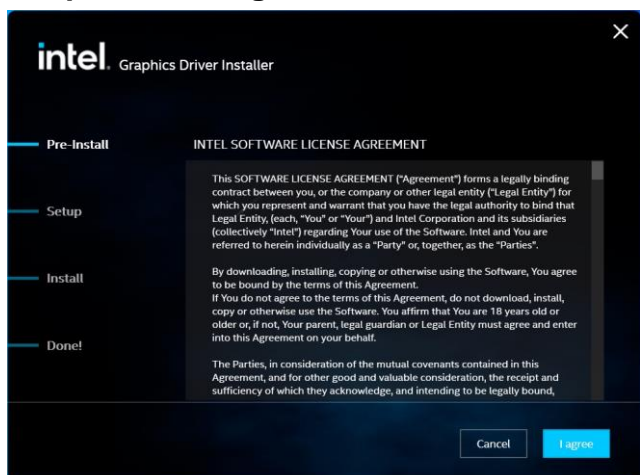 intel. Graphics Driver Installer
Pre-Install
Setup
Install
Done!
INTEL SOFTWARE LICENSE AGREEMENT
This SOFTWARE LICENSE AGREEMENT ("Agreement") forms a legally binding
contract between you, or the company or other legal entity ("Legal Entity") for
which you represent and warrant that you have the legal authority to bind that
Legal Entity, (each, "You" or "Your") and Intel Corporation and its subsidiaries
(collectively "Intel") regarding Your use of the Software. Intel and You are
referred to herein individually as a "Party" or, together, as the "Parties".
By downloading, installing, copying or otherwise using the Software, You agree
to be bound by the terms of this Agreement.
If You do not agree to the terms of this Agreement, do not download, install,
copy or otherwise use the Software. You affirm that You are 18 years old or
older or, if not, Your parent, legal guardian or Legal Entity must agree and enter
into this Agreement on your behalf.
The Parties, in consideration of the mutual covenants contained in this
Agreement, and for other good and valuable consideration, the receipt and
sufficiency of which they acknowledge, and intending to be legally bound,
Cancel
I agree